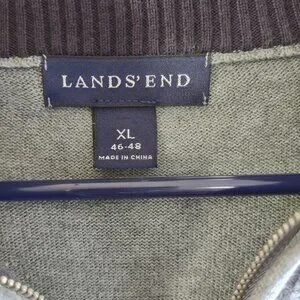 LANDS' END
XL
46-48
MADE IN CHINA